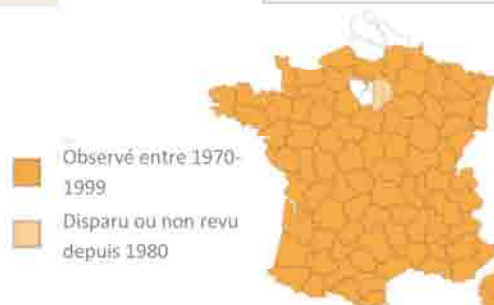 Observé entre 1970-
1999
Disparu ou non revu
depuis 1980